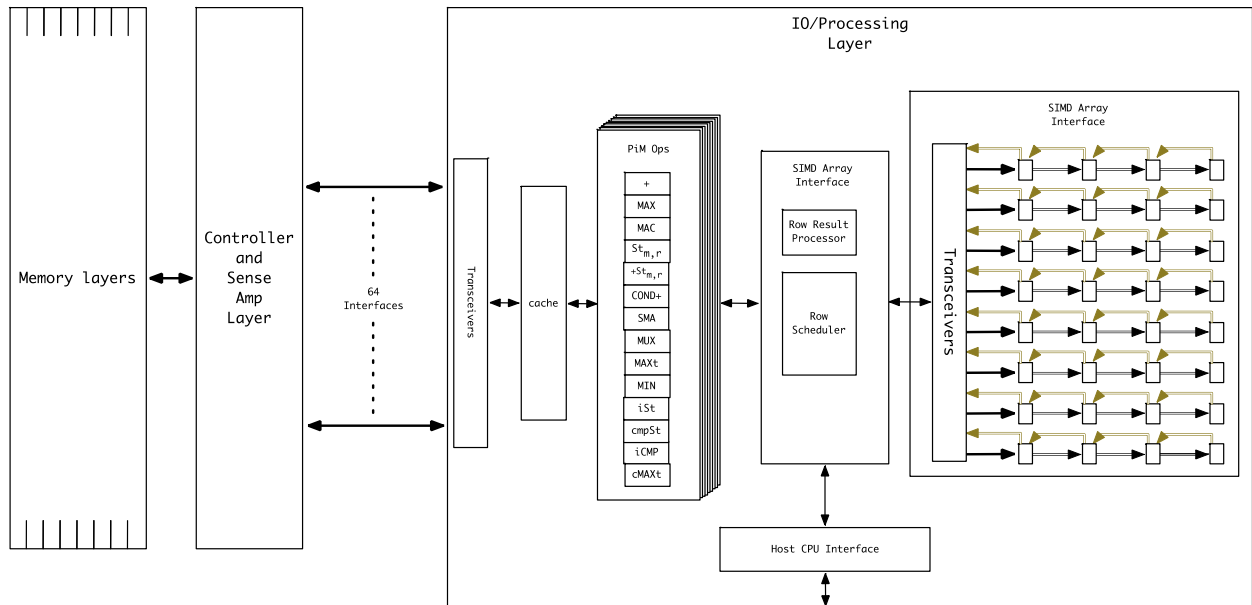 IO/Processing
Layer
Memory layers
Controller
and
Sense
Amp
Layer
64
Interfaces
Transceivers
cache
PiM Ops
+
MAX
MAC
St m,r
+St m,r
COND+
SMA
MUX
MAXt
MIN
iSt
cmpSt
iCMP
cMAXt
SIMD Array
Interface
Row Result
Processor
Row
Scheduler
SIMD Array
Interface
Transceivers
Host CPU Interface